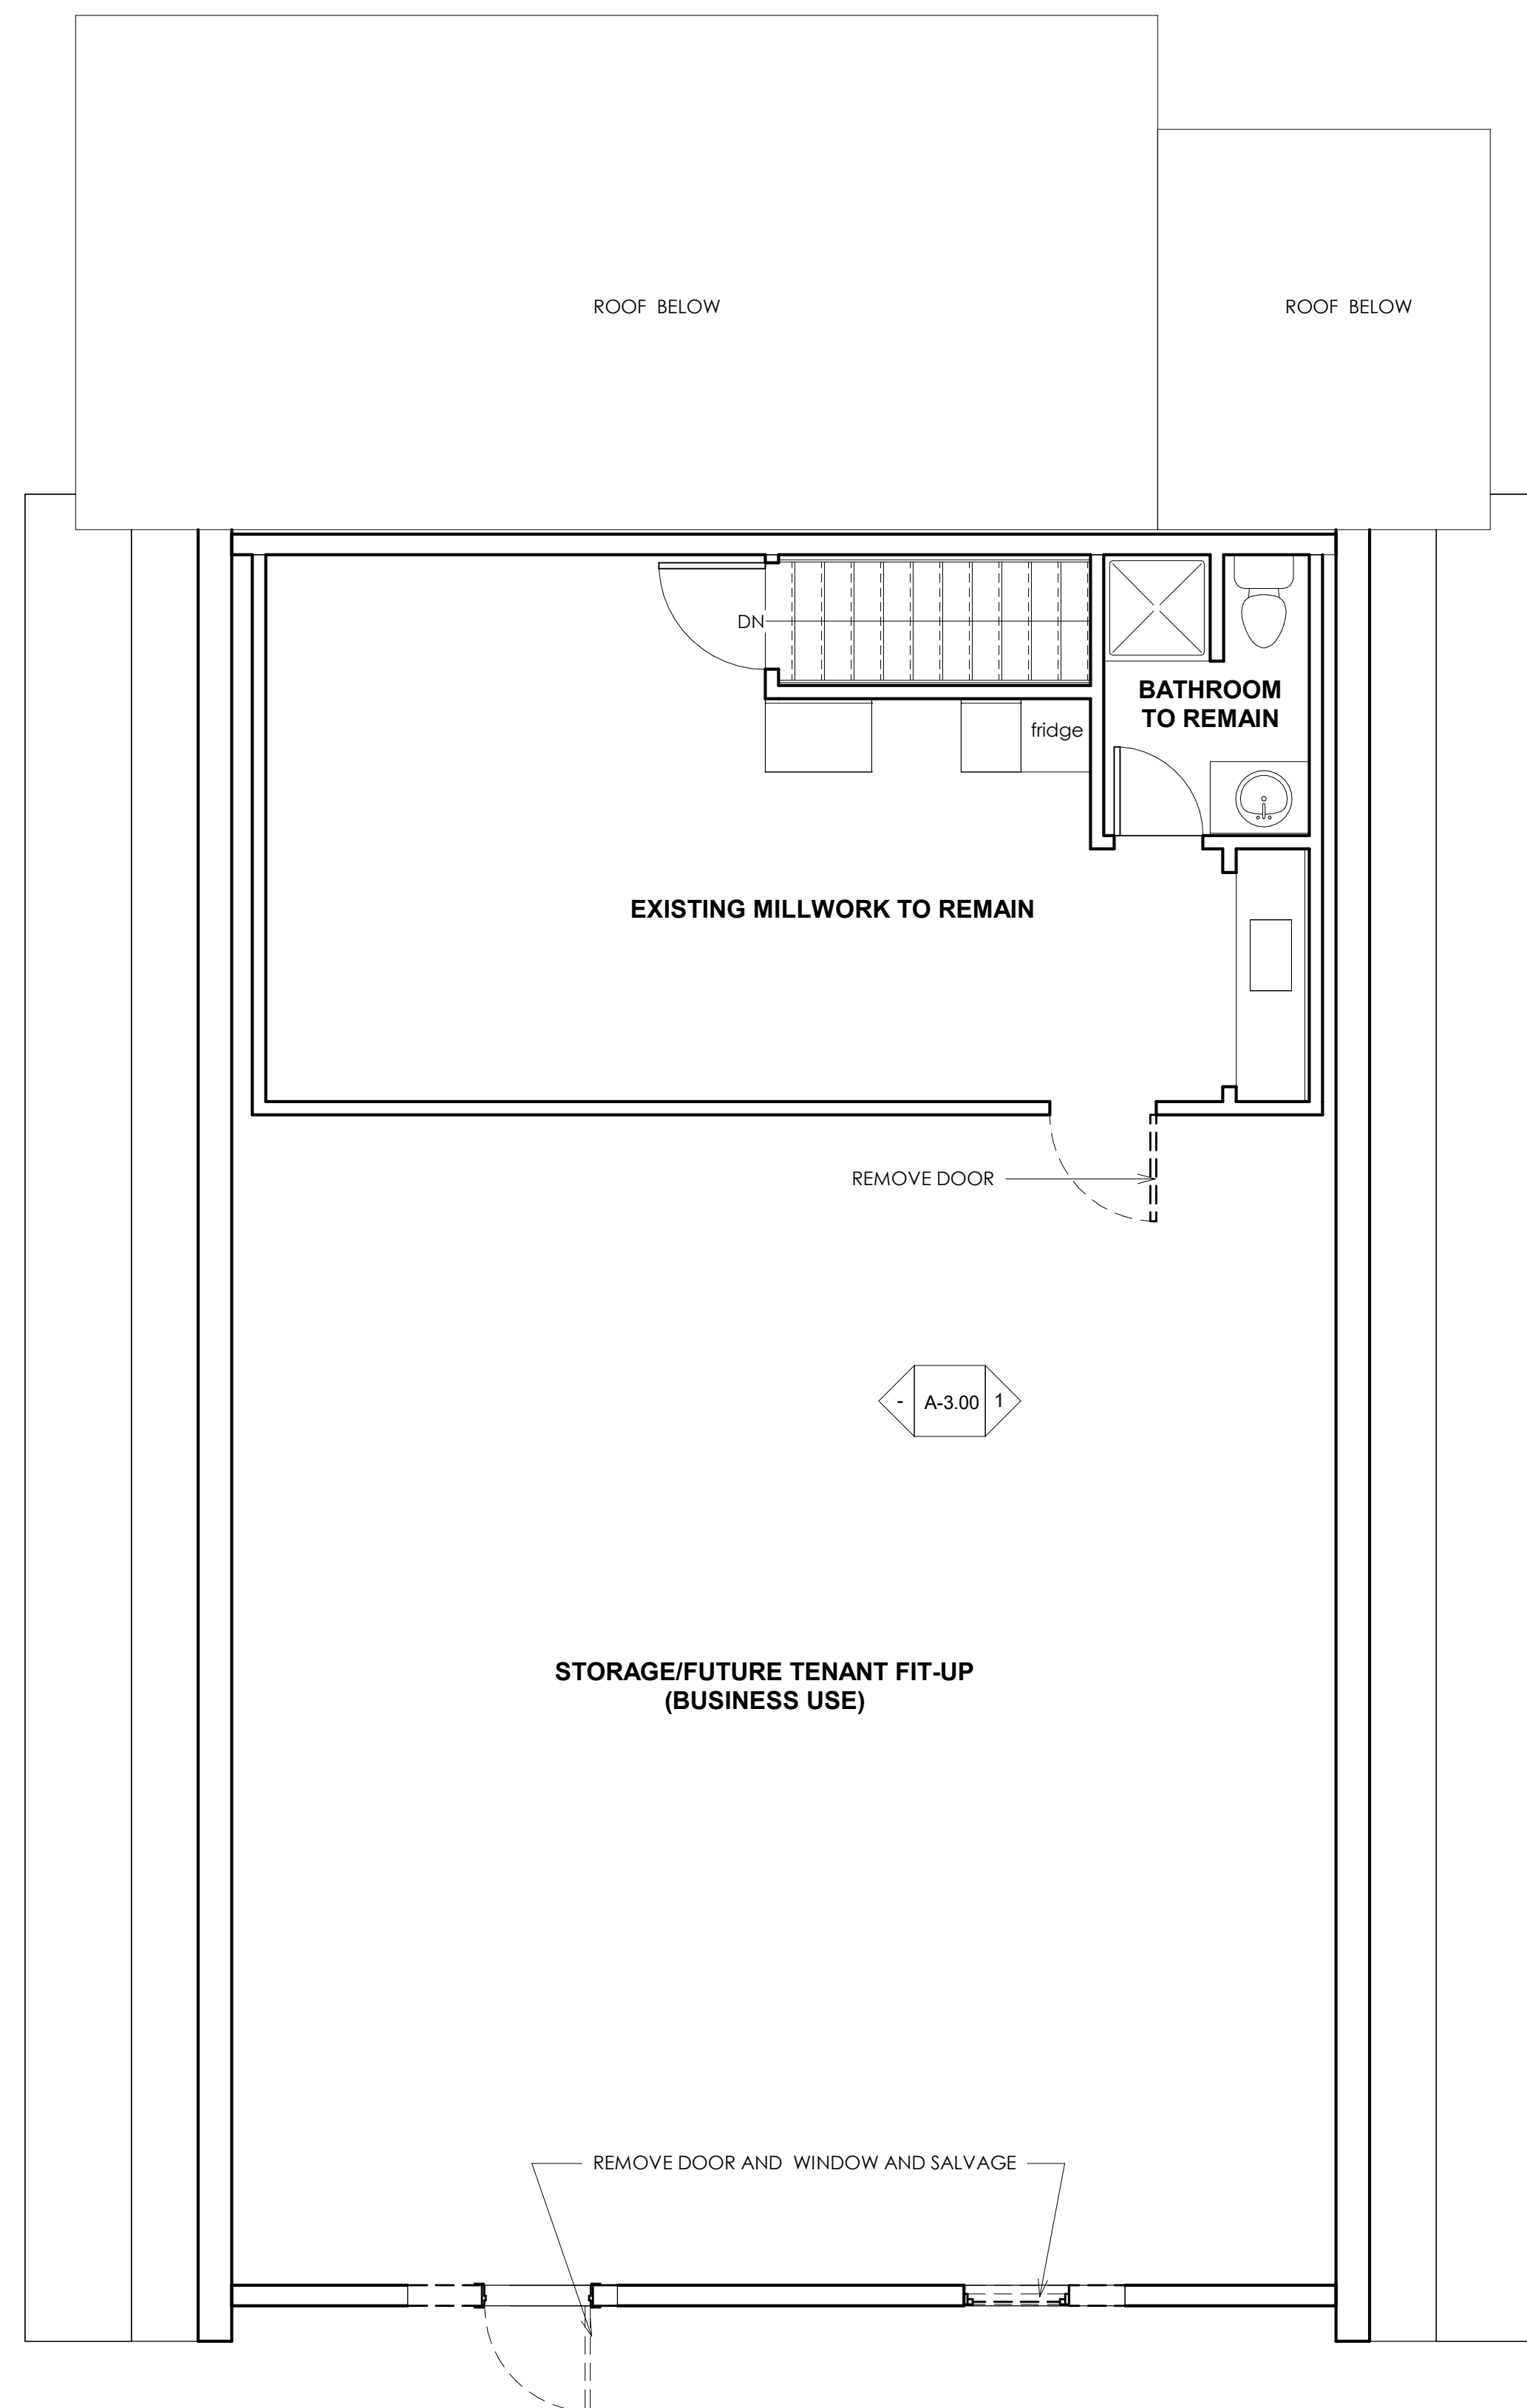 ROOF BELOW
ROOF BELOW
DN
BATHROOM
TO REMAIN
fridge
EXISTING MILLWORK TO REMAIN
REMOVE DOOR
-
A-3.00
1
STORAGE/FUTURE TENANT FIT-UP
(BUSINESS USE)
REMOVE DOOR AND WINDOW AND SALVAGE